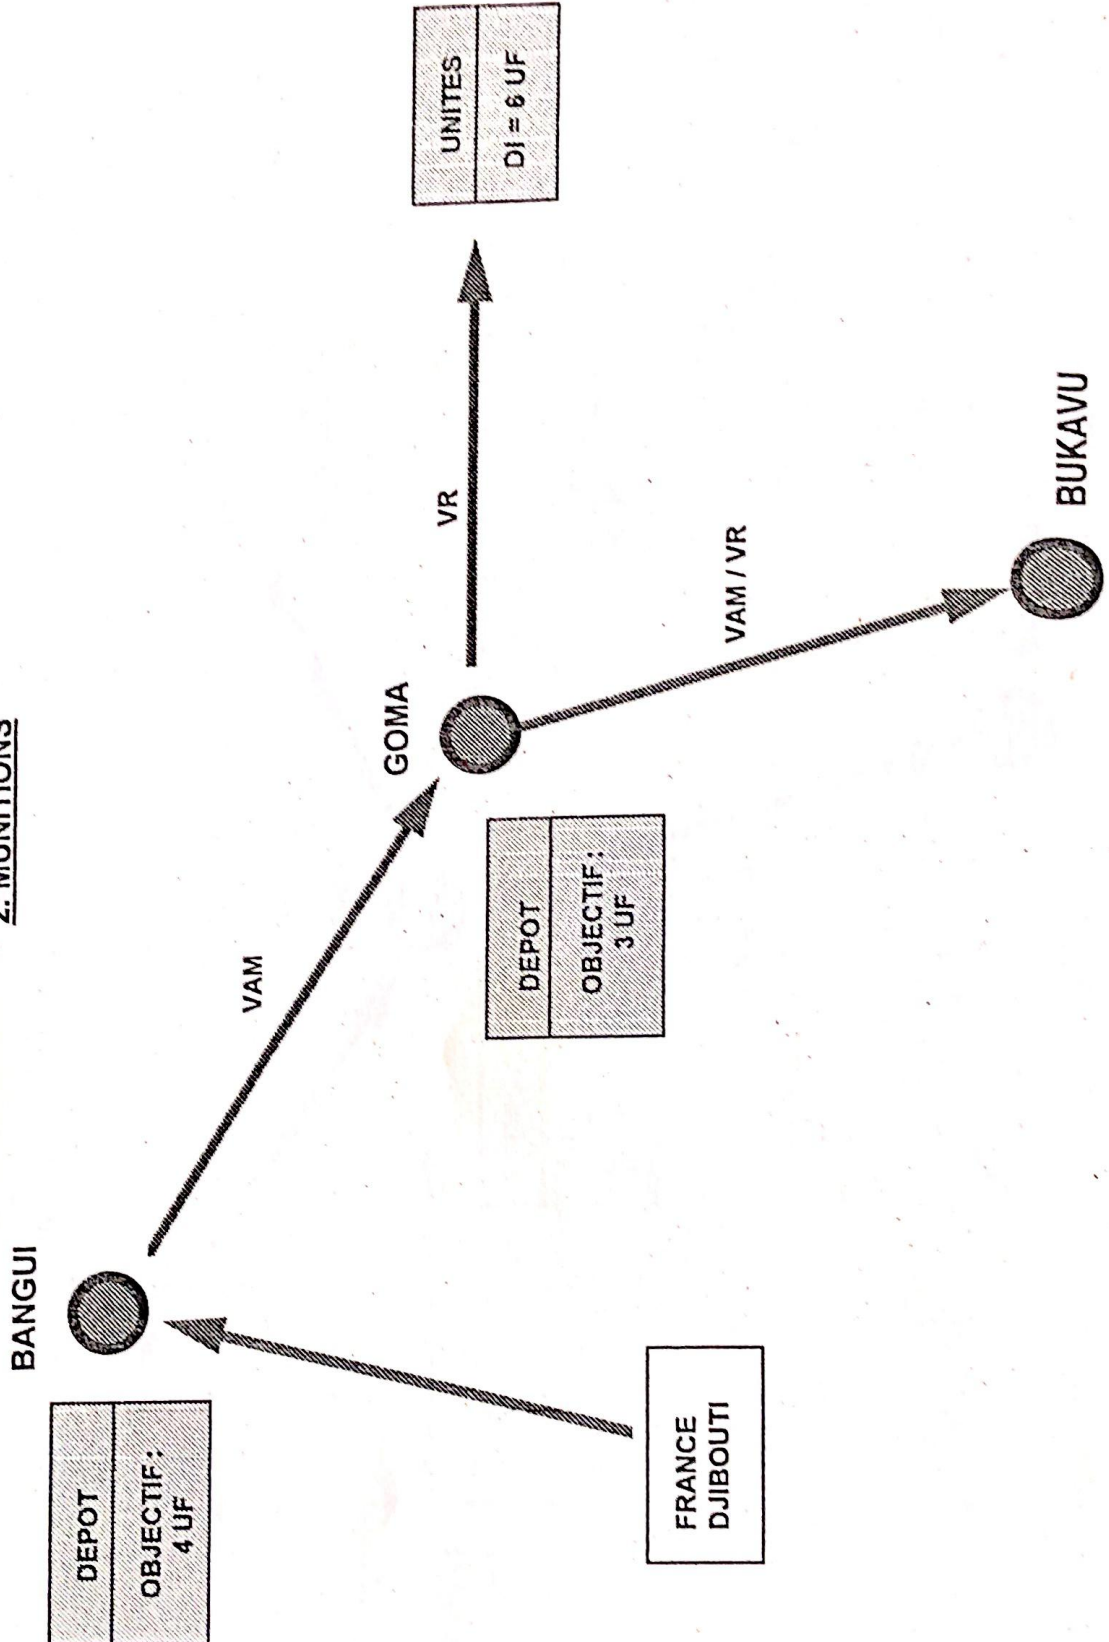 2. MUNITIONS
BANGUI
DEPOT
OBJECTIF :
4 UF
VAM
FRANCE
DJIBOUTI
GOMA
DEPOT
OBJECTIF :
3 UF
VR
UNITES
DI = 6 UF
VAM / VR
BUKAVU